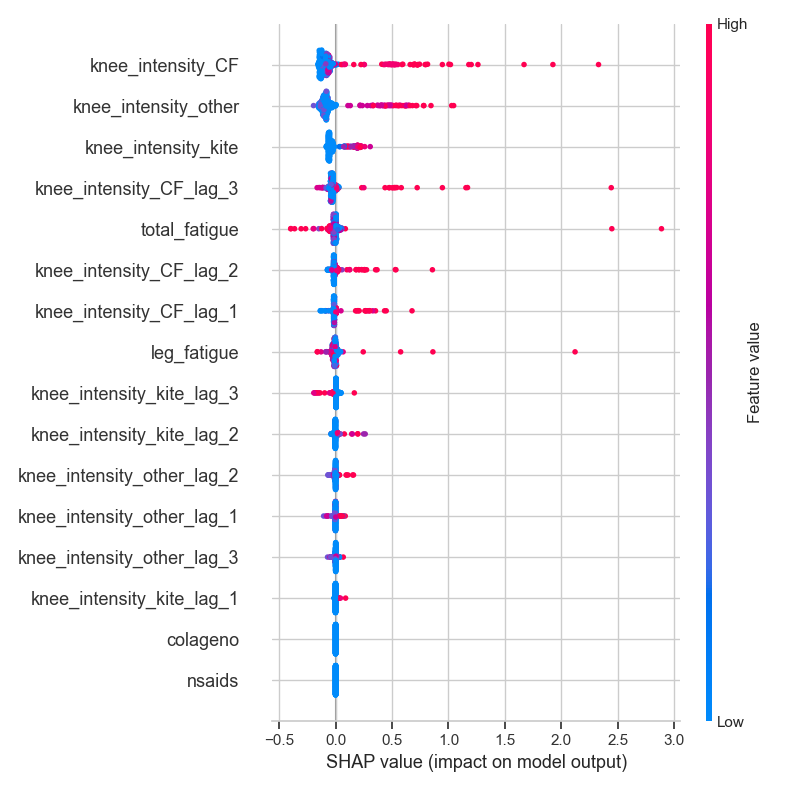 High
knee_intensity_CF
knee_intensity_other
knee_intensity_kite
knee_intensity_CF_lag_3
total_fatigue
knee_intensity_CF_lag_2
knee_intensity_CF_lag_1
leg_fatigue
knee_intensity_kite_lag_3
knee_intensity_kite_lag_2
knee_intensity_other_lag_2
knee_intensity_other_lag_1
knee_intensity_other_lag_3
knee_intensity_kite_lag_1
colageno
nsaids
Feature value
Low
−0.5 0.0 0.5 1.0 1.5 2.0 2.5 3.0
SHAP value (impact on model output)